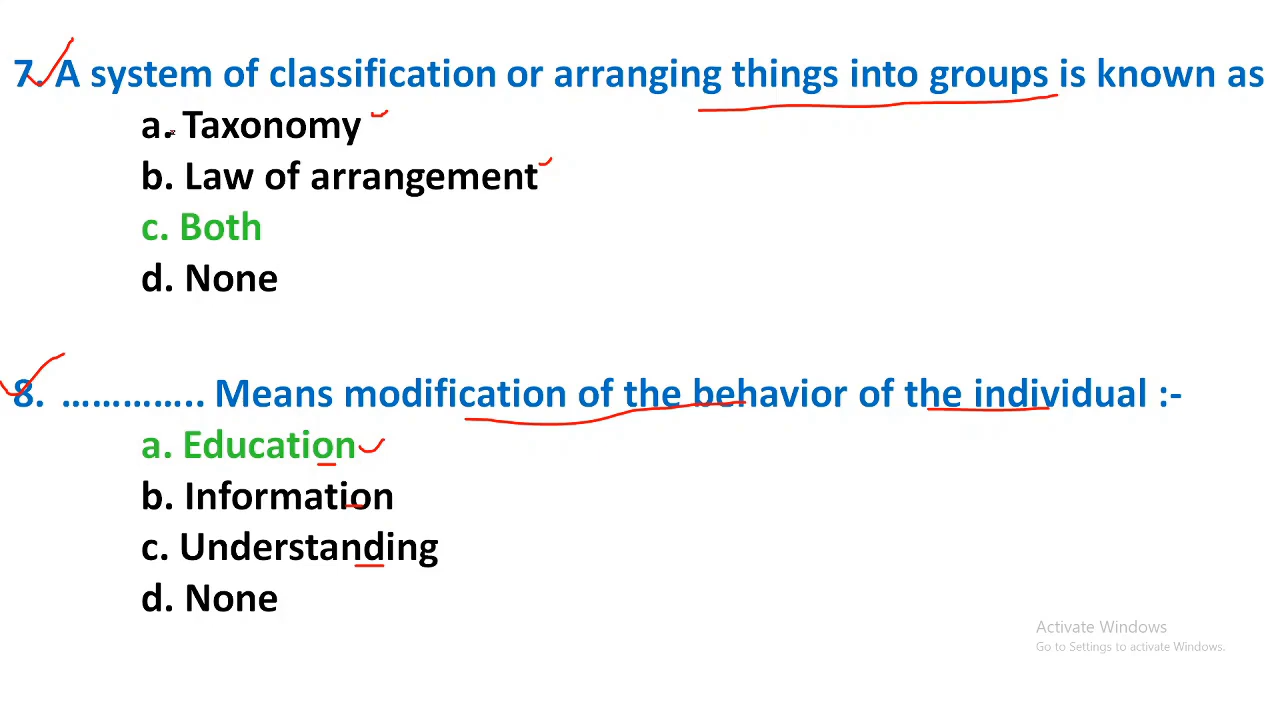 7. A system of classification or arranging things into groups is known as
a. Taxonomy
b. Law of arrangement
c. Both
d. None
8. ………….. Means modification of the behavior of the individual :-
a. Education
b. Information
c. Understanding
d. None
Activate Windows
Go to Settings to activate Windows.